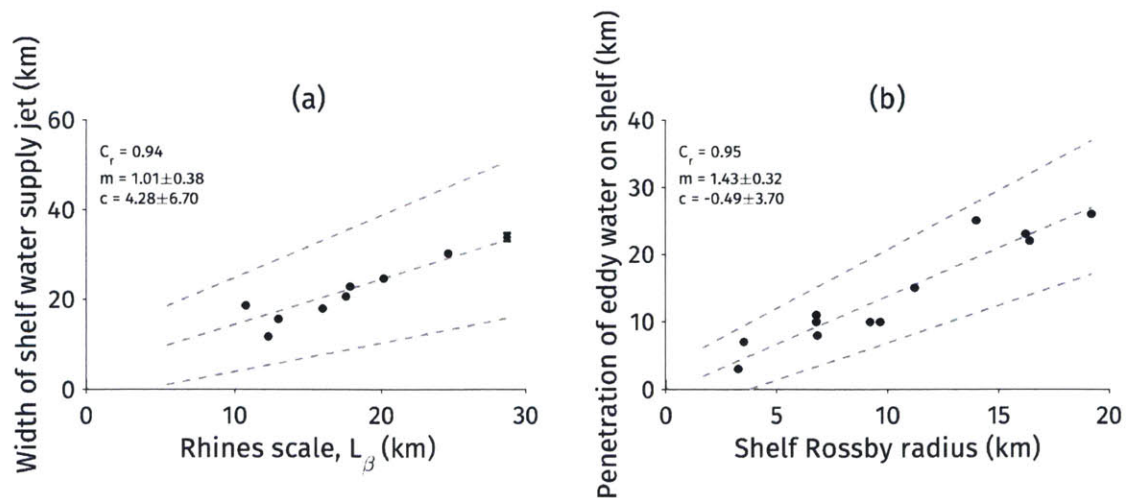 (a)
Width of shelf water supply jet (km)
60
40
20
0
C_r = 0.94
m = 1.01±0.38
c = 4.28±6.70
0 10 20 30
Rhines scale, L_β (km)
(b)
Penetration of eddy water on shelf (km)
40
30
20
10
0
C_r = 0.95
m = 1.43±0.32
c = -0.49±3.70
0 5 10 15 20
Shelf Rossby radius (km)